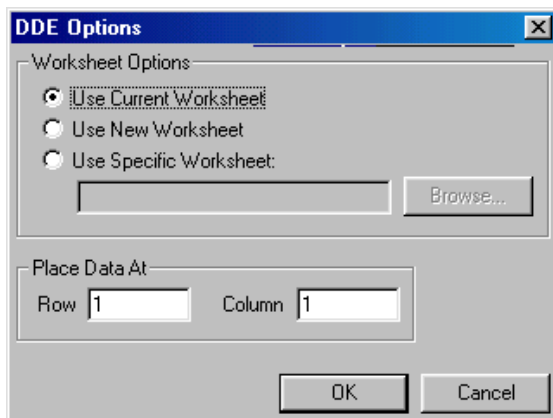 DDE Options
Worksheet Options
Use Current Worksheet
Use New Worksheet
Use Specific Worksheet:
Browse...
Place Data At
Row 1 Column 1
OK Cancel